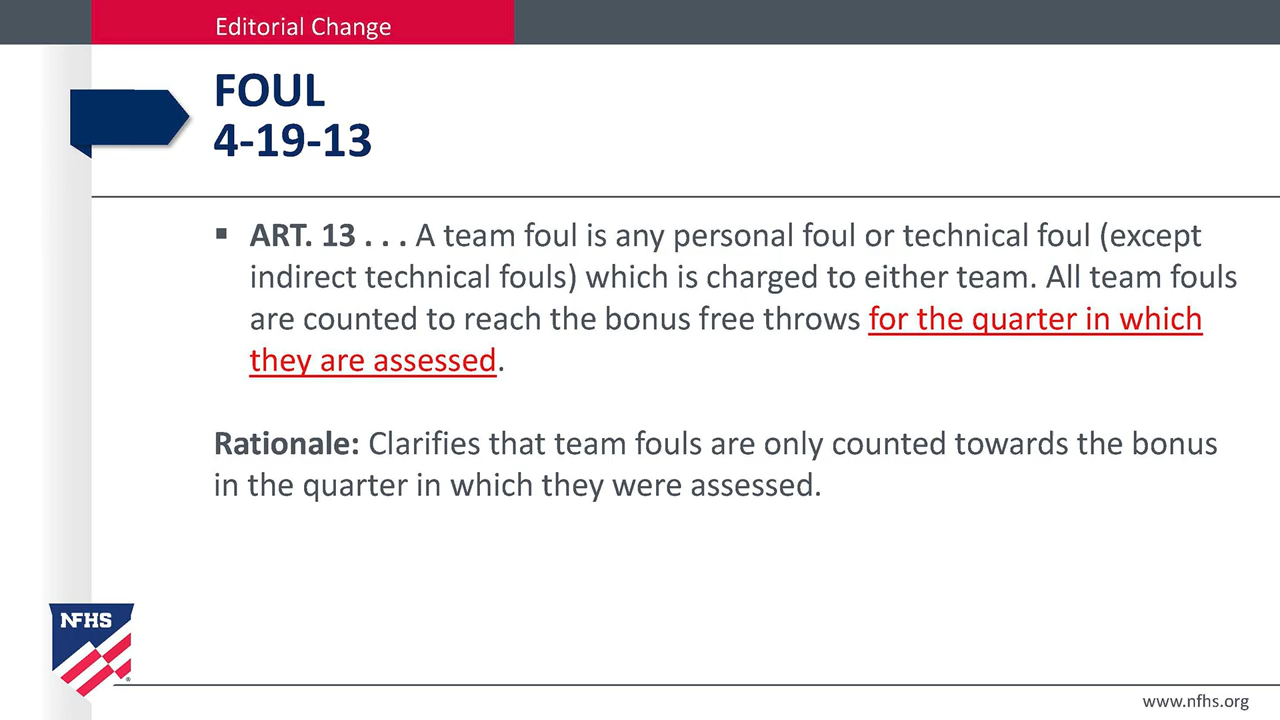 Editorial Change
FOUL
4-19-13
▪ ART. 13 . . . A team foul is any personal foul or technical foul (except
indirect technical fouls) which is charged to either team. All team fouls
are counted to reach the bonus free throws for the quarter in which
they are assessed.
Rationale: Clarifies that team fouls are only counted towards the bonus
in the quarter in which they were assessed.
NFHS
®
www.nfhs.org